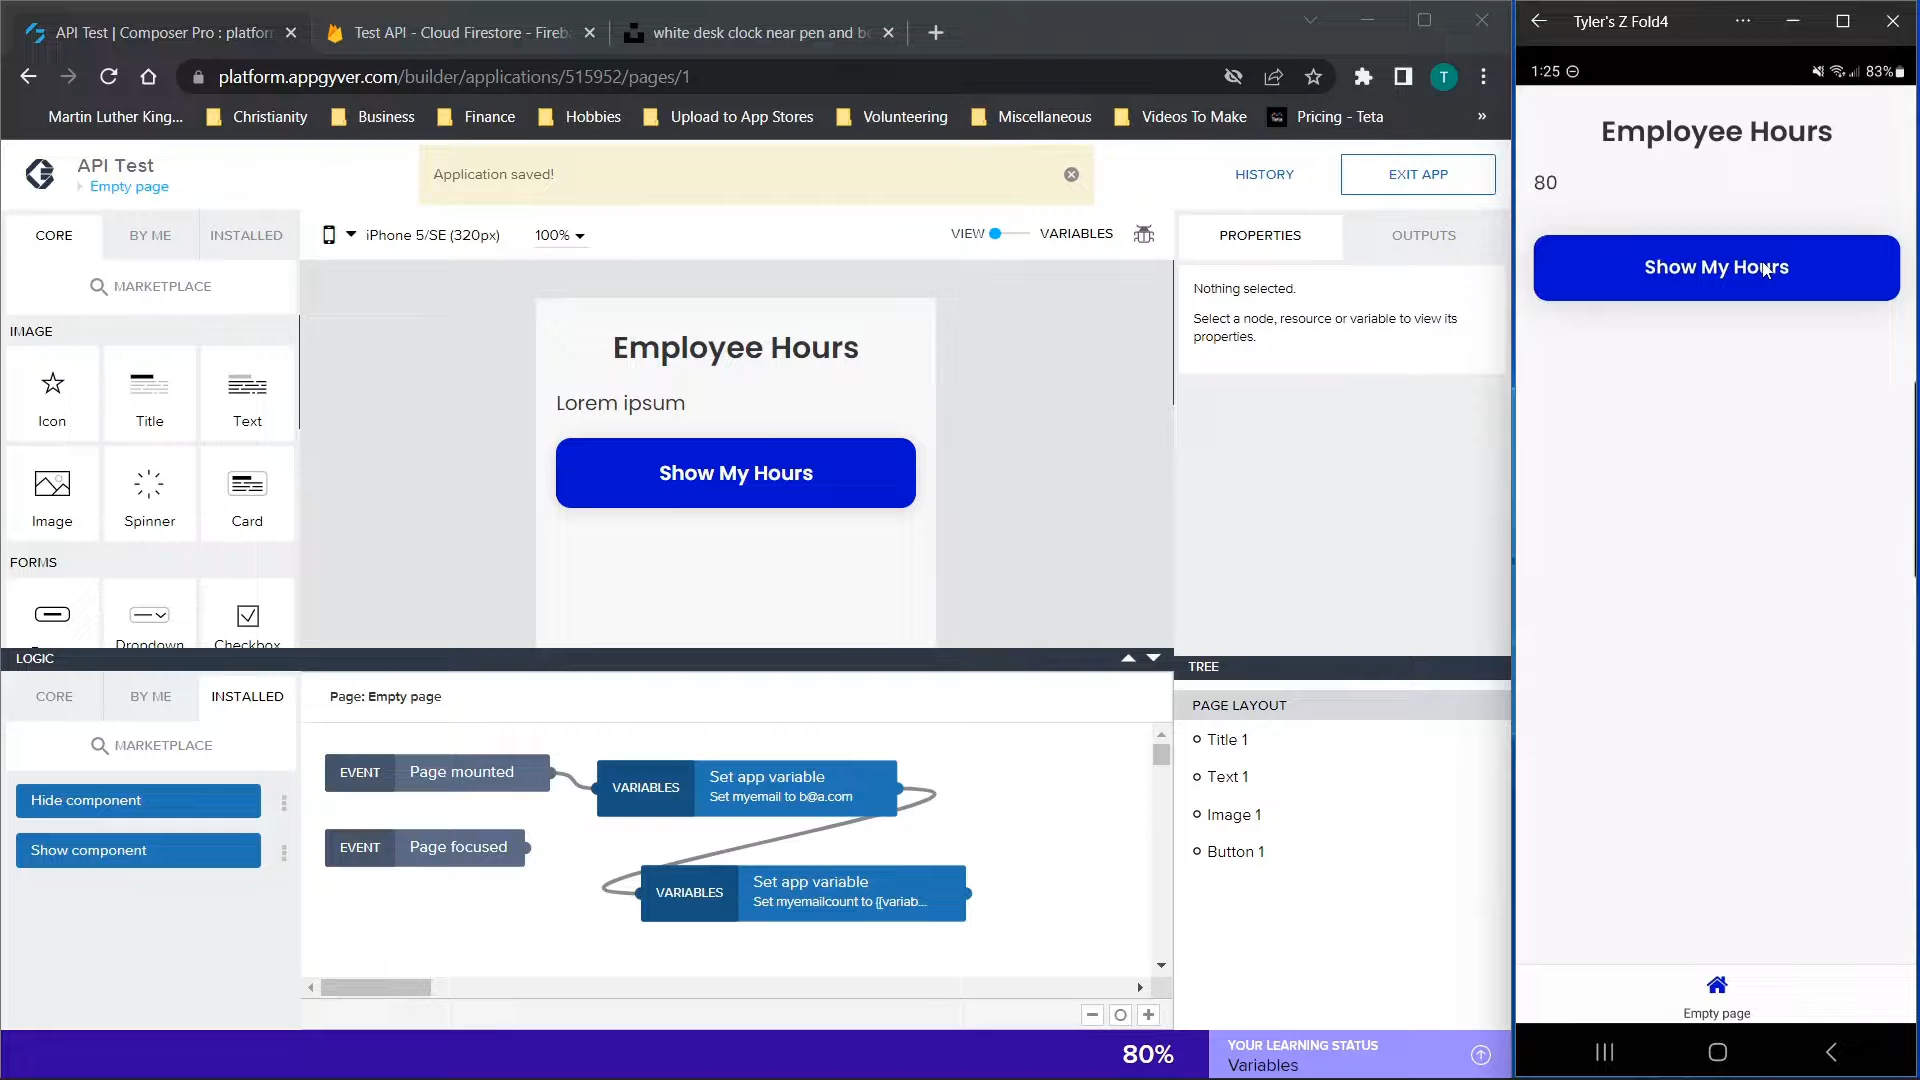 API Test | Composer Pro : platfor
Test API - Cloud Firestore - Fireb
white desk clock near pen and be
platform.appgyver.com/builder/applications/515952/pages/1
T
Martin Luther King...
Christianity
Business
Finance
Hobbies
Upload to App Stores
Volunteering
Miscellaneous
Videos To Make
Pricing - Teta
»
API Test
Empty page
Application saved!
HISTORY
EXIT APP
CORE
BY ME
INSTALLED
iPhone 5/SE (320px)
100%
VIEW
VARIABLES
PROPERTIES
OUTPUTS
MARKETPLACE
Nothing selected.
Select a node, resource or variable to view its
properties.
IMAGE
Icon
Title
Text
Image
Spinner
Card
FORMS
Dropdown
Checkbox
Employee Hours
Lorem ipsum
Show My Hours
LOGIC
CORE
BY ME
INSTALLED
MARKETPLACE
Hide component
Show component
Page: Empty page
EVENT
Page mounted
VARIABLES
Set app variable
Set myemail to b@a.com
EVENT
Page focused
VARIABLES
Set app variable
Set myemailcount to {[variab...
TREE
PAGE LAYOUT
Title 1
Text 1
Image 1
Button 1
80%
YOUR LEARNING STATUS
Variables
Tyler's Z Fold4
1:25
83%
Employee Hours
80
Show My Hours
Empty page